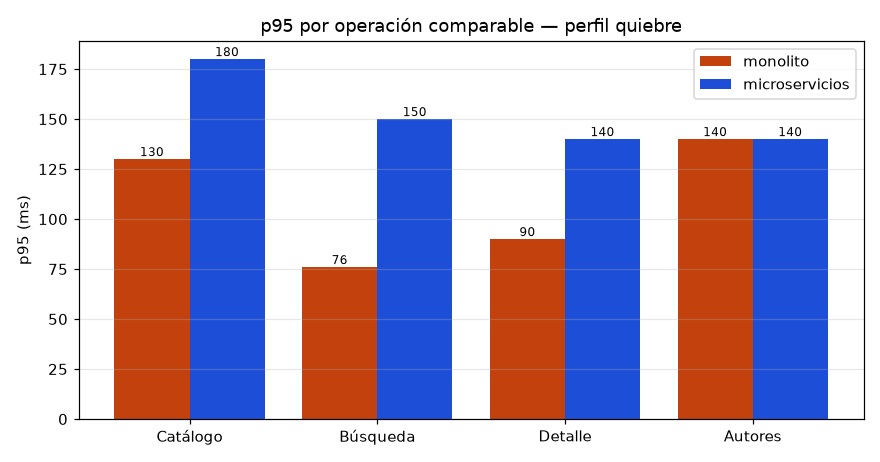 p95 por operación comparable — perfil quiebre
monolito
microservicios
p95 (ms)
175
150
125
100
75
50
25
0
130
180
76
150
90
140
140
140
Catálogo
Búsqueda
Detalle
Autores